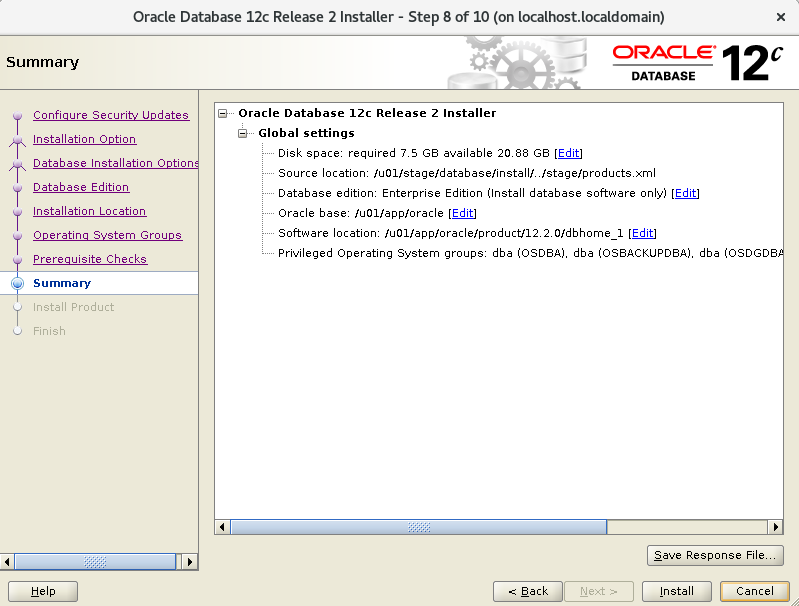 Oracle Database 12c Release 2 Installer - Step 8 of 10 (on localhost.localdomain)
Summary
ORACLE
DATABASE
12c
Configure Security Updates
Installation Option
Database Installation Options
Database Edition
Installation Location
Operating System Groups
Prerequisite Checks
Summary
Install Product
Finish
Oracle Database 12c Release 2 Installer
Global settings
Disk space: required 7.5 GB available 20.88 GB [Edit]
Source location: /u01/stage/database/install/../stage/products.xml
Database edition: Enterprise Edition (Install database software only) [Edit]
Oracle base: /u01/app/oracle [Edit]
Software location: /u01/app/oracle/product/12.2.0/dbhome_1 [Edit]
Privileged Operating System groups: dba (OSDBA), dba (OSBACKUPDBA), dba (OSDGDBA
Save Response File...
Help
< Back
Next >
Install
Cancel